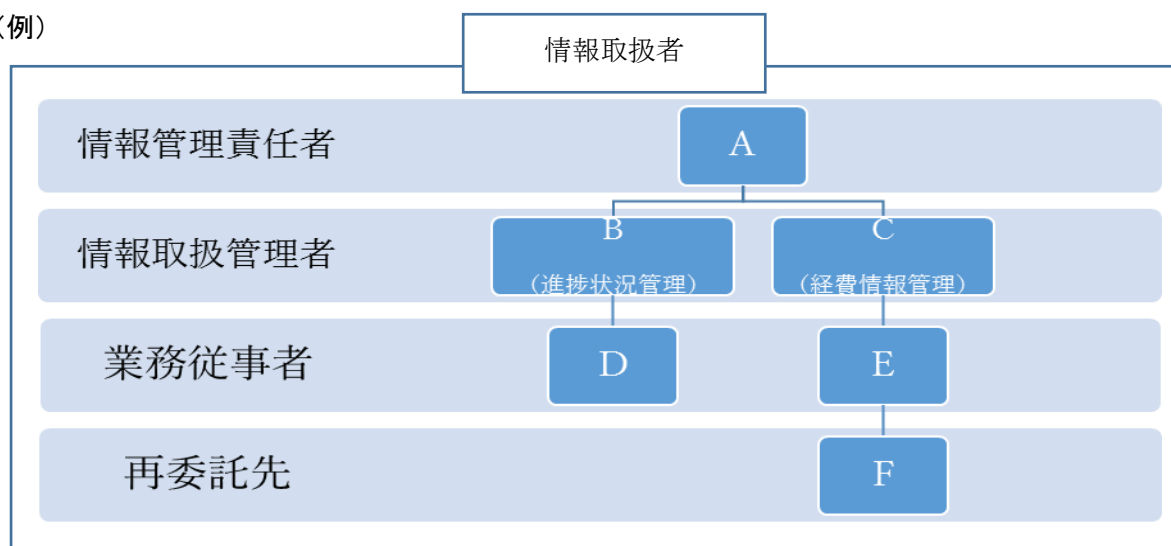 （例）
情報取扱者
情報管理責任者
A
情報取扱管理者
B
（進捗状況管理）
C
（経費情報管理）
業務従事者
D
E
再委託先
F